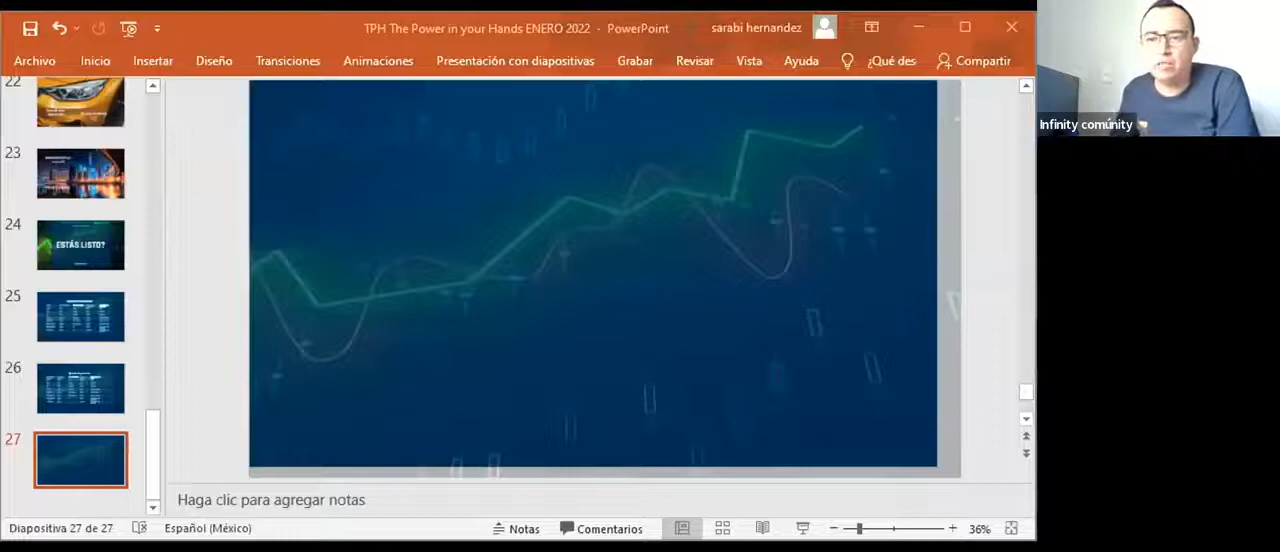 TPH The Power in your Hands ENERO 2022 - PowerPoint
sarabi hernandez
Archivo Inicio Insertar Diseño Transiciones Animaciones Presentación con diapositivas Grabar Revisar Vista Ayuda ¿Qué des Compartir
Infinity comúnity
22
23
24
ESTÁS LISTO?
25
26
27
Haga clic para agregar notas
Diapositiva 27 de 27 Español (México) Notas Comentarios 36%